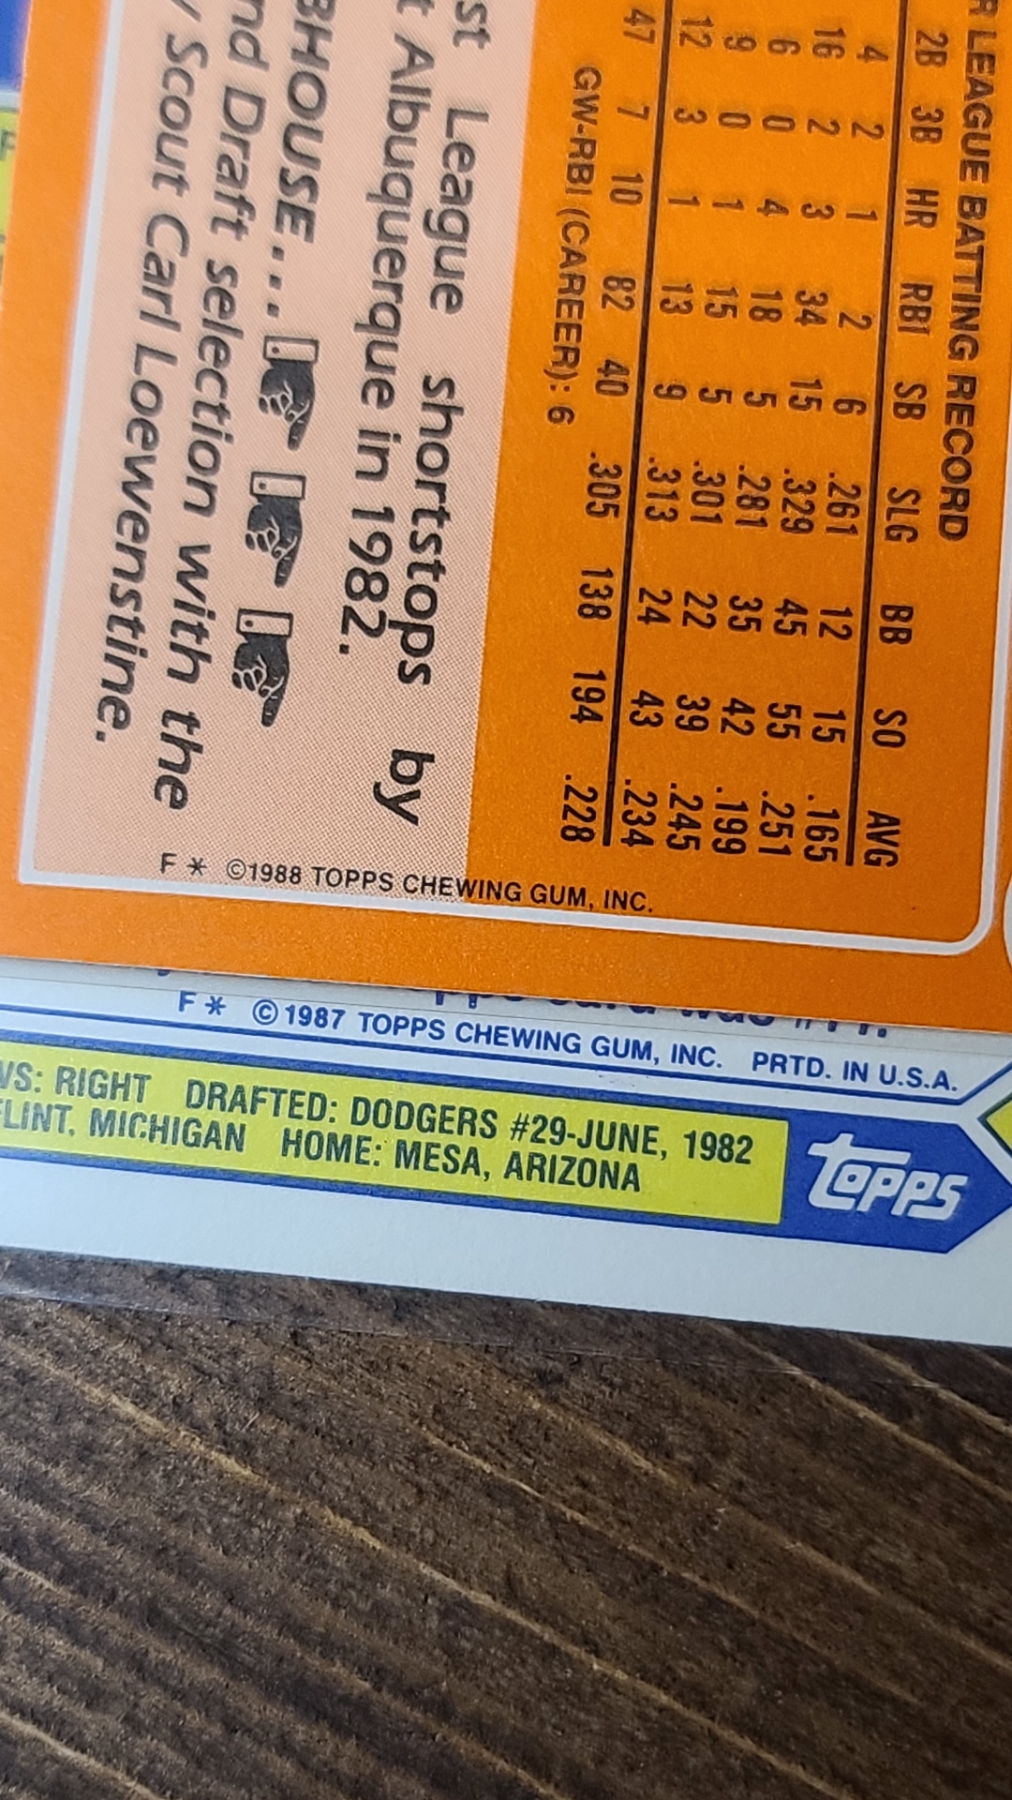 R LEAGUE BATTING RECORD
2B 3B HR RBI SB SLG BB SO AVG
4 2 1 2 6 .261 12 15 .165
16 2 3 34 15 .329 45 55 .251
6 0 4 18 5 .281 35 42 .199
9 0 1 15 5 .301 22 39 .245
12 3 1 13 9 .313 24 43 .234
47 7 10 82 40 .305 138 194 .228
GW-RBI (CAREER): 6
st League shortstops by
t Albuquerque in 1982.
BHOUSE...
nd Draft selection with the
y Scout Carl Loewenstine.
F * ©1988 TOPPS CHEWING GUM, INC.
F * © 1987 TOPPS CHEWING GUM, INC. PRTD. IN U.S.A.
WS: RIGHT DRAFTED: DODGERS #29-JUNE, 1982
FLINT, MICHIGAN HOME: MESA, ARIZONA
topps